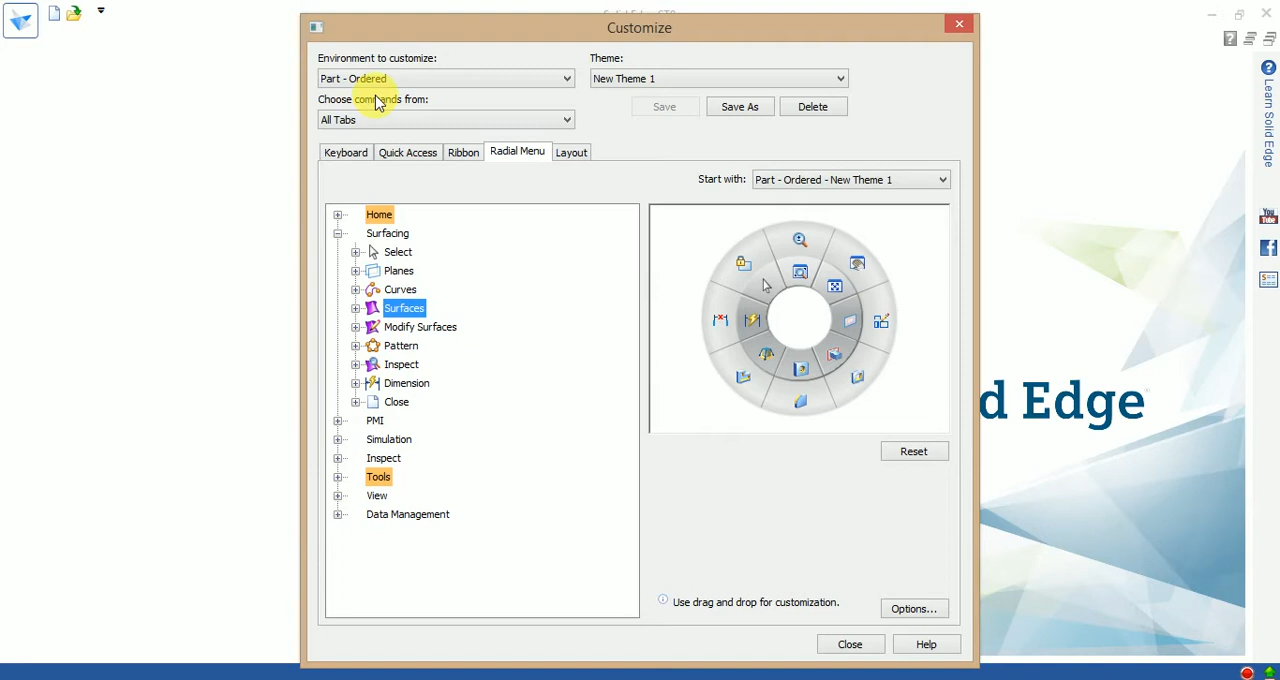 Customize
Environment to customize:
Theme:
Part - Ordered
New Theme 1
Choose commands from:
Save
Save As
Delete
All Tabs
Keyboard
Quick Access
Ribbon
Radial Menu
Layout
Start with:
Part - Ordered - New Theme 1
Home
Surfacing
Select
Planes
Curves
Surfaces
Modify Surfaces
Pattern
Inspect
Dimension
Close
PMI
Simulation
Inspect
Tools
View
Data Management
Reset
Use drag and drop for customization.
Options...
Close
Help
d Edge
Learn Solid Edge
You
Tube